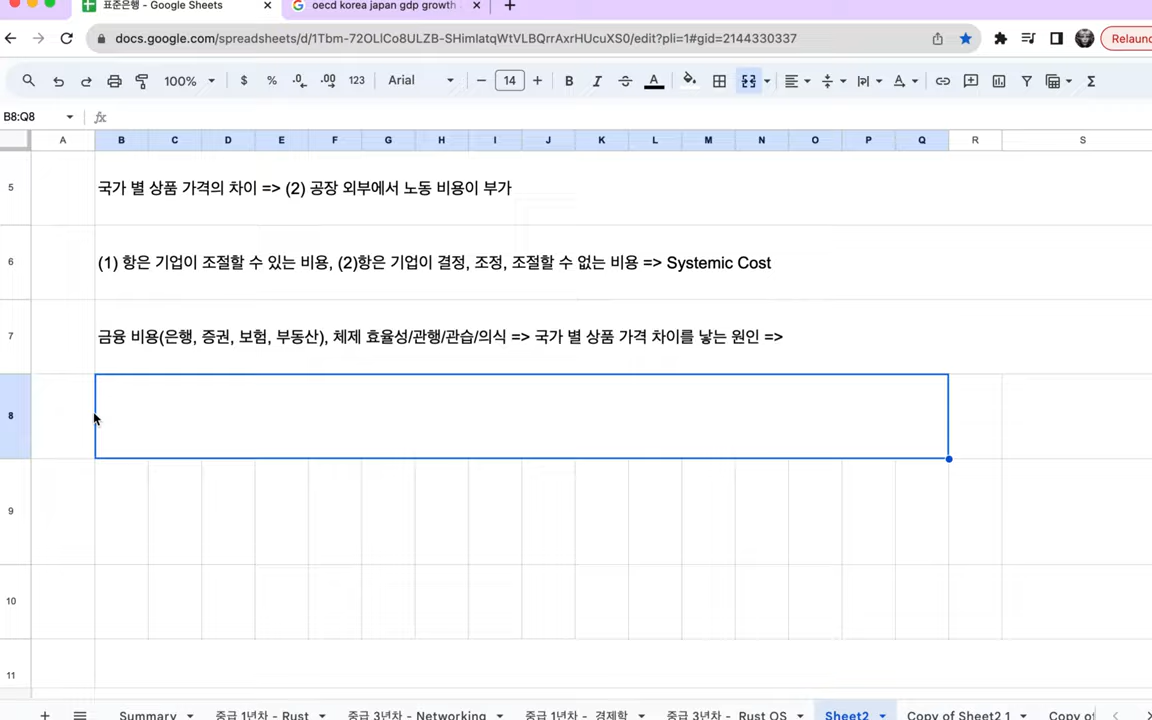 표준은행 - Google Sheets
oecd korea japan gdp growth
docs.google.com/spreadsheets/d/1Tbm-72OLlCo8ULZB-SHimlatqWtVLBQrrAxrHUcuXS0/edit?pli=1#gid=2144330337
Relaunc
100% $ % .0 .00 123 Arial 14 B I A
B8:Q8 fx
A B C D E F G H I J K L M N O P Q R S
5 국가 별 상품 가격의 차이 => (2) 공장 외부에서 노동 비용이 부가
6 (1) 항은 기업이 조절할 수 있는 비용, (2)항은 기업이 결정, 조정, 조절할 수 없는 비용 => Systemic Cost
7 금융 비용(은행, 증권, 보험, 부동산), 체제 효율성/관행/관습/의식 => 국가 별 상품 가격 차이를 낳는 원인 =>
8
9
10
11
Summary 중급 1년차 - Rust 중급 3년차 - Networking 중급 1년차 - 경제학 중급 3년차 - Rust OS Sheet2 Copy of Sheet2 1 Copy of